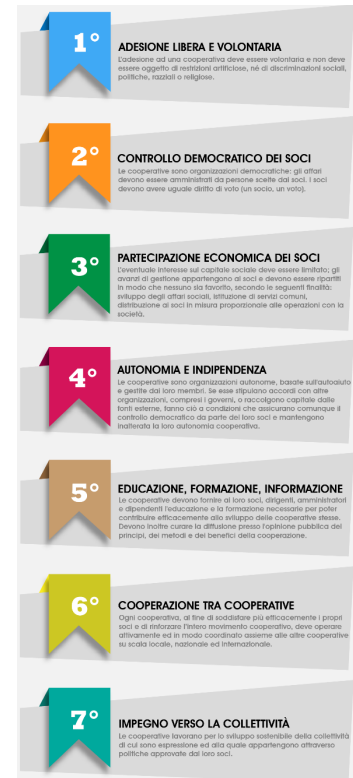 1°
ADESIONE LIBERA E VOLONTARIA
L'adesione ad una cooperativa deve essere volontaria e non deve
essere oggetto di restrizioni artificiose, né di discriminazioni sociali,
politiche, razziali o religiose.
2°
CONTROLLO DEMOCRATICO DEI SOCI
Le cooperative sono organizzazioni democratiche: gli affari
devono essere amministrati da persone scelte dai soci. I soci
devono avere uguale diritto di voto (un socio, un voto).
3°
PARTECIPAZIONE ECONOMICA DEI SOCI
L'eventuale interesse sul capitale sociale deve essere limitato; gli
avanzi di gestione appartengono ai soci e devono essere ripartiti
in modo che nessuno sia favorito, secondo le seguenti finalità:
sviluppo degli affari sociali, istituzione di servizi comuni,
distribuzione ai soci in misura proporzionale alle operazioni con la
società.
4°
AUTONOMIA E INDIPENDENZA
Le cooperative sono organizzazioni autonome, basate sull'autoaiuto
e gestite dai loro membri. Se esse stipulano accordi con altre
organizzazioni, compresi i governi, o raccolgono capitale dalle
fonti esterne, fanno ciò a condizioni che assicurano comunque il
controllo democratico da parte dei loro soci e mantengono
inalterata la loro autonomia cooperativa.
5°
EDUCAZIONE, FORMAZIONE, INFORMAZIONE
Le cooperative devono fornire ai loro soci, dirigenti, amministratori
e dipendenti l'educazione e la formazione necessarie per poter
contribuire efficacemente allo sviluppo delle cooperative stesse.
Devono inoltre curare la diffusione presso l'opinione pubblica dei
principi, dei metodi e dei benefici della cooperazione.
6°
COOPERAZIONE TRA COOPERATIVE
Ogni cooperativa, al fine di soddisfare più efficacemente i propri
soci e di rinforzare l'intero movimento cooperativo, deve operare
attivamente ed in modo coordinato assieme alle altre cooperative
su scala locale, nazionale ed internazionale.
7°
IMPEGNO VERSO LA COLLETTIVITÀ
Le cooperative lavorano per lo sviluppo sostenibile della collettività
di cui sono espressione ed alla quale appartengono attraverso
politiche approvate dai loro soci.